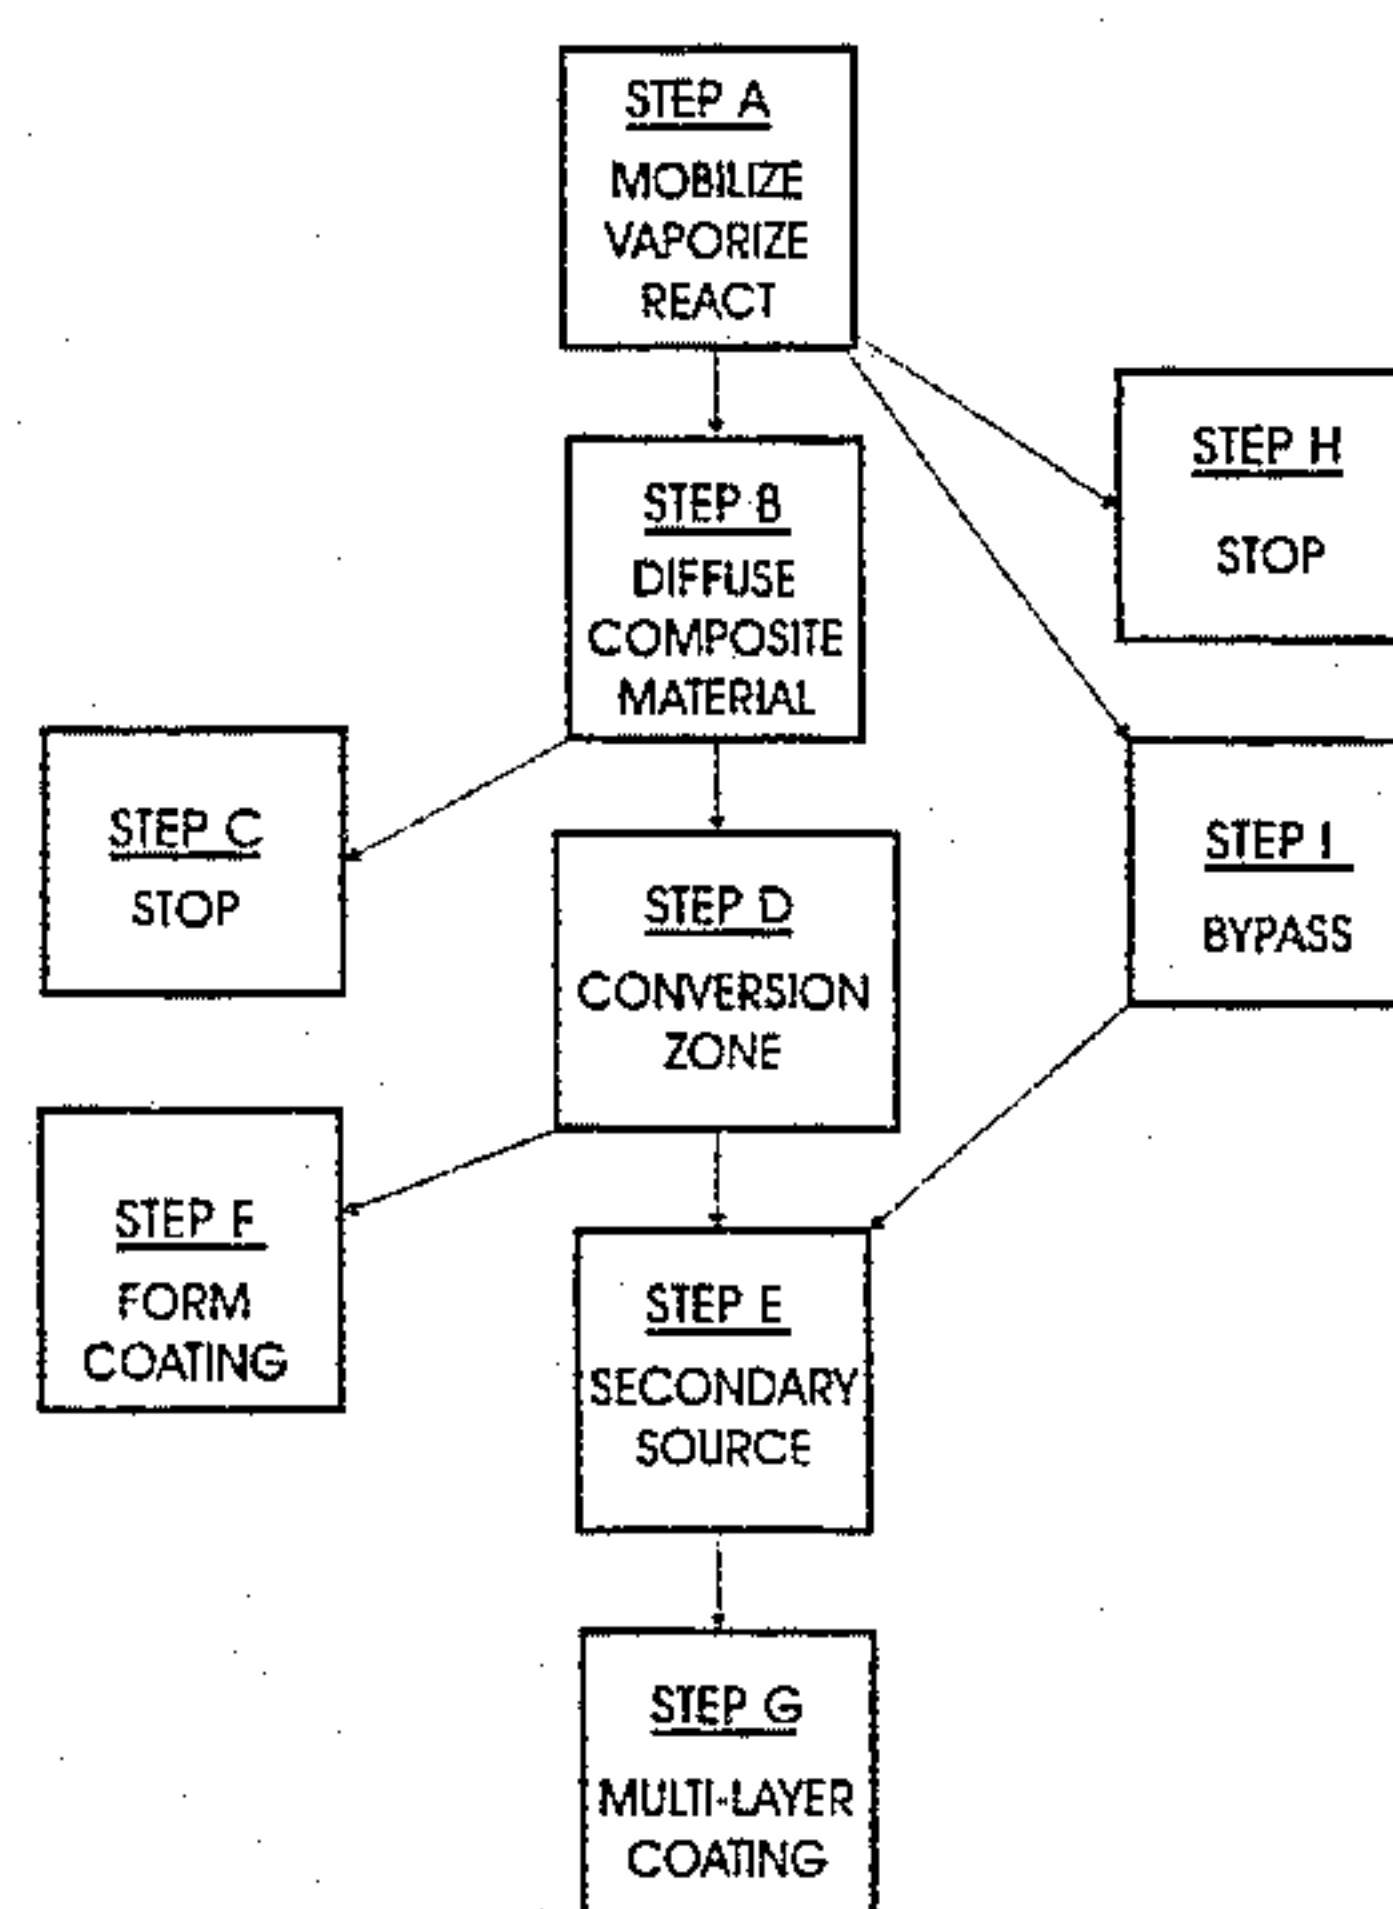 STEP A
MOBILIZE
VAPORIZE
REACT
STEP H
STOP
STEP B
DIFFUSE
COMPOSITE
MATERIAL
STEP C
STOP
STEP D
CONVERSION
ZONE
STEP I
BYPASS
STEP F
FORM
COATING
STEP E
SECONDARY
SOURCE
STEP G
MULTI-LAYER
COATING